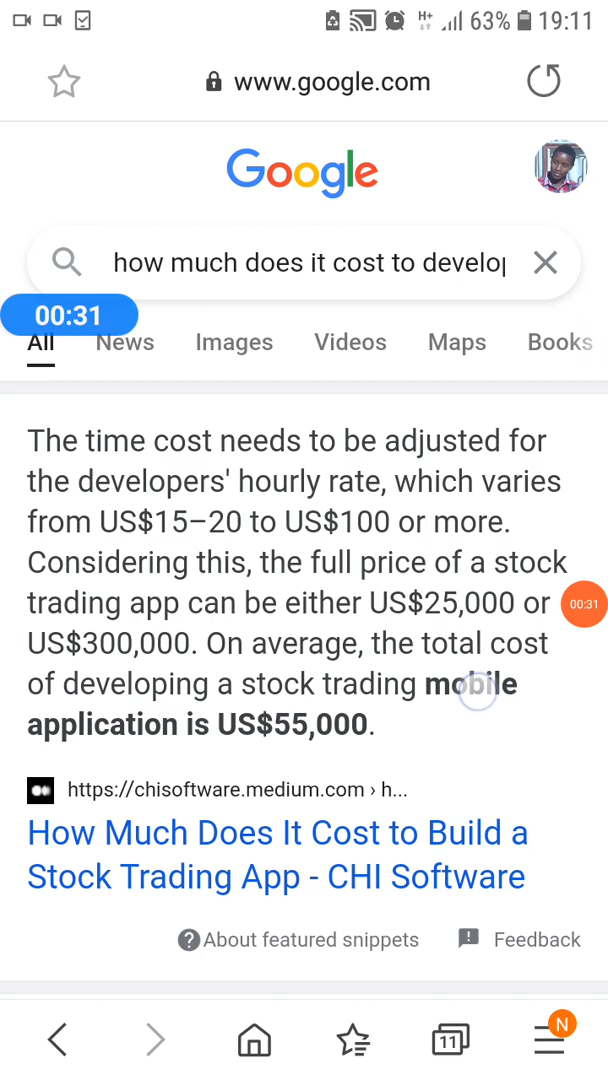 H+ 63% 19:11
www.google.com
Google
how much does it cost to develop
00:31
All News Images Videos Maps Books
The time cost needs to be adjusted for
the developers' hourly rate, which varies
from US$15–20 to US$100 or more.
Considering this, the full price of a stock
trading app can be either US$25,000 or
00:31
US$300,000. On average, the total cost
of developing a stock trading mobile
application is US$55,000.
https://chisoftware.medium.com › h...
How Much Does It Cost to Build a
Stock Trading App - CHI Software
About featured snippets Feedback
11 N